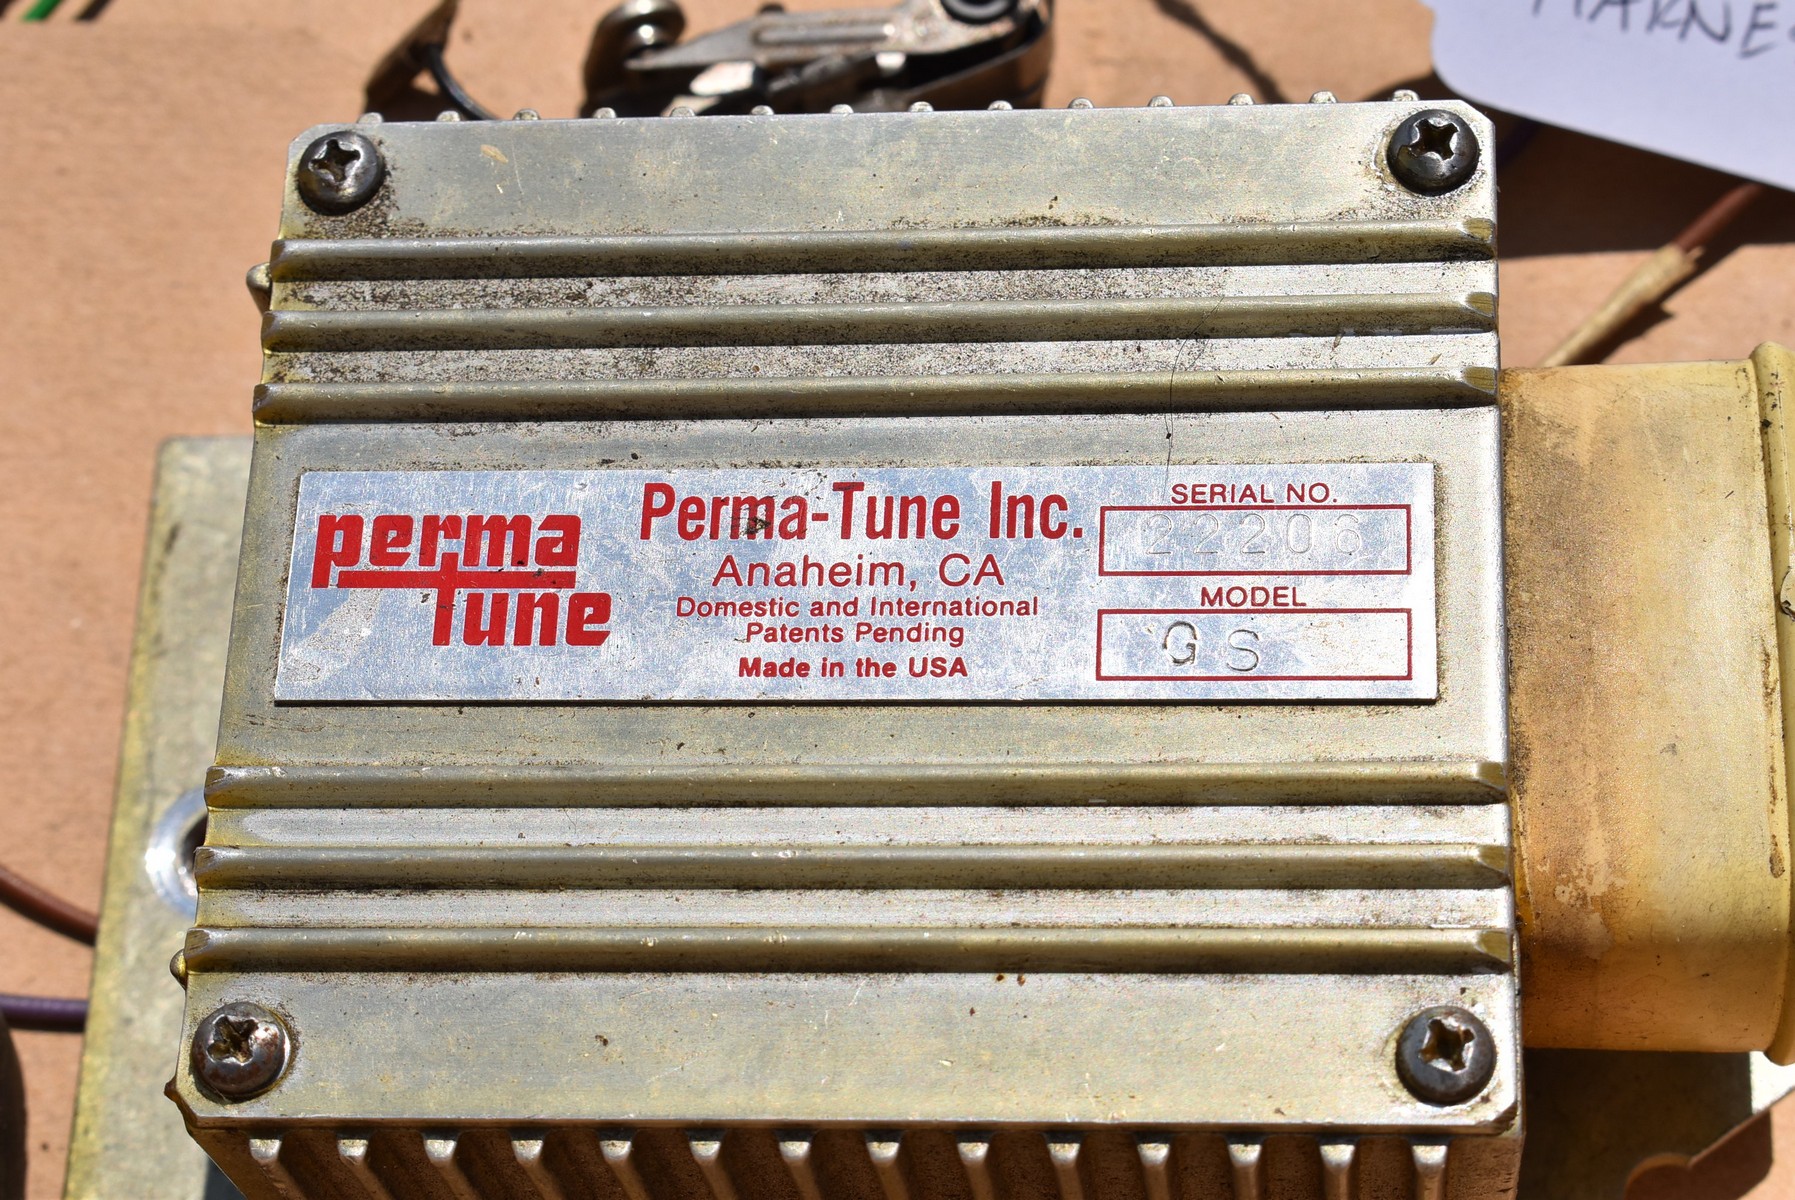 perma
tune
Perma-Tune Inc.
Anaheim, CA
Domestic and International
Patents Pending
Made in the USA
SERIAL NO.
22206
MODEL
GS